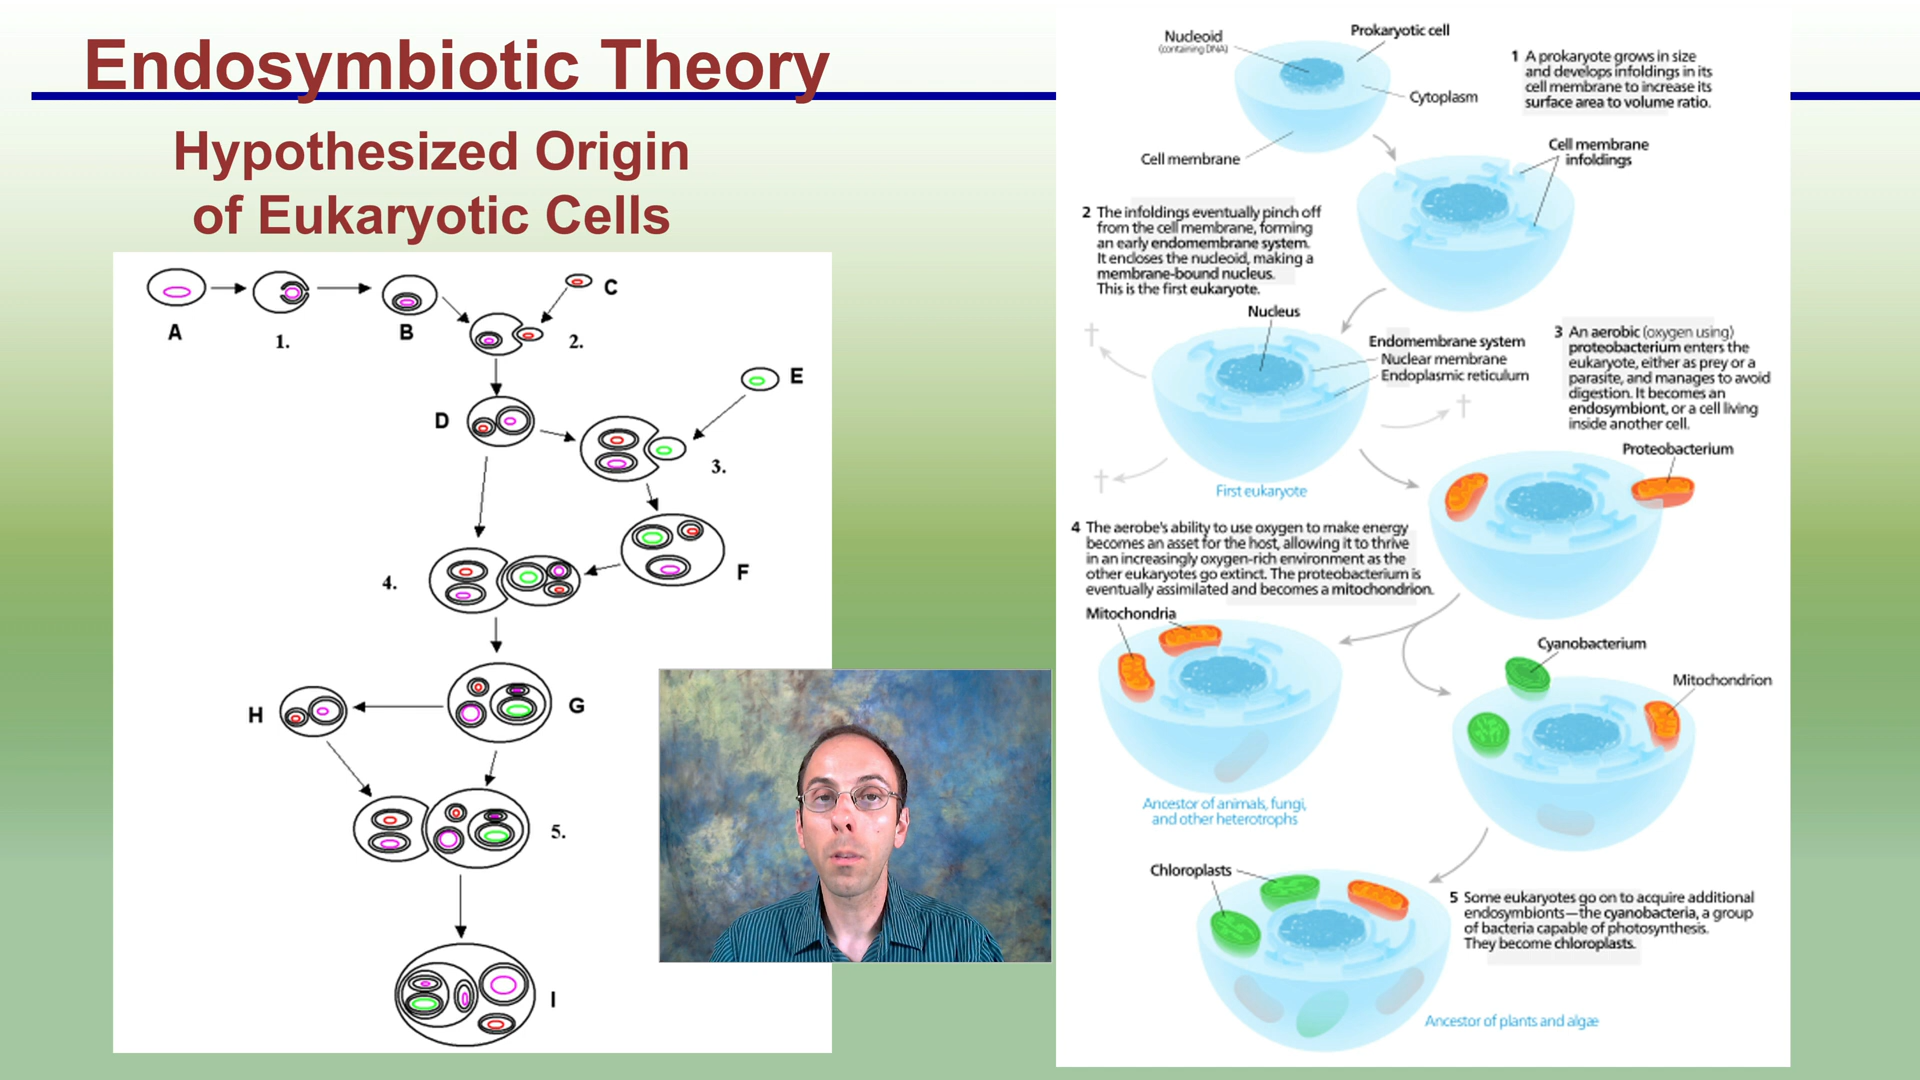 Endosymbiotic Theory
Hypothesized Origin
of Eukaryotic Cells
A
1.
B
C
2.
D
E
3.
4.
F
H
G
5.
I
Nucleoid
(containing DNA)
Prokaryotic cell
Cytoplasm
Cell membrane
1 A prokaryote grows in size
and develops infoldings in its
cell membrane to increase its
surface area to volume ratio.
Cell membrane
infoldings
2 The infoldings eventually pinch off
from the cell membrane, forming
an early endomembrane system.
It encloses the nucleoid, making a
membrane-bound nucleus.
This is the first eukaryote.
Nucleus
Endomembrane system
Nuclear membrane
Endoplasmic reticulum
First eukaryote
3 An aerobic (oxygen using)
proteobacterium enters the
eukaryote, either as prey or a
parasite, and manages to avoid
digestion. It becomes an
endosymbiont, or a cell living
inside another cell.
Proteobacterium
4 The aerobe's ability to use oxygen to make energy
becomes an asset for the host, allowing it to thrive
in an increasingly oxygen-rich environment as the
other eukaryotes go extinct. The proteobacterium is
eventually assimilated and becomes a mitochondrion.
Mitochondria
Cyanobacterium
Mitochondrion
Ancestor of animals, fungi,
and other heterotrophs
Chloroplasts
5 Some eukaryotes go on to acquire additional
endosymbionts—the cyanobacteria, a group
of bacteria capable of photosynthesis.
They become chloroplasts.
Ancestor of plants and algæ